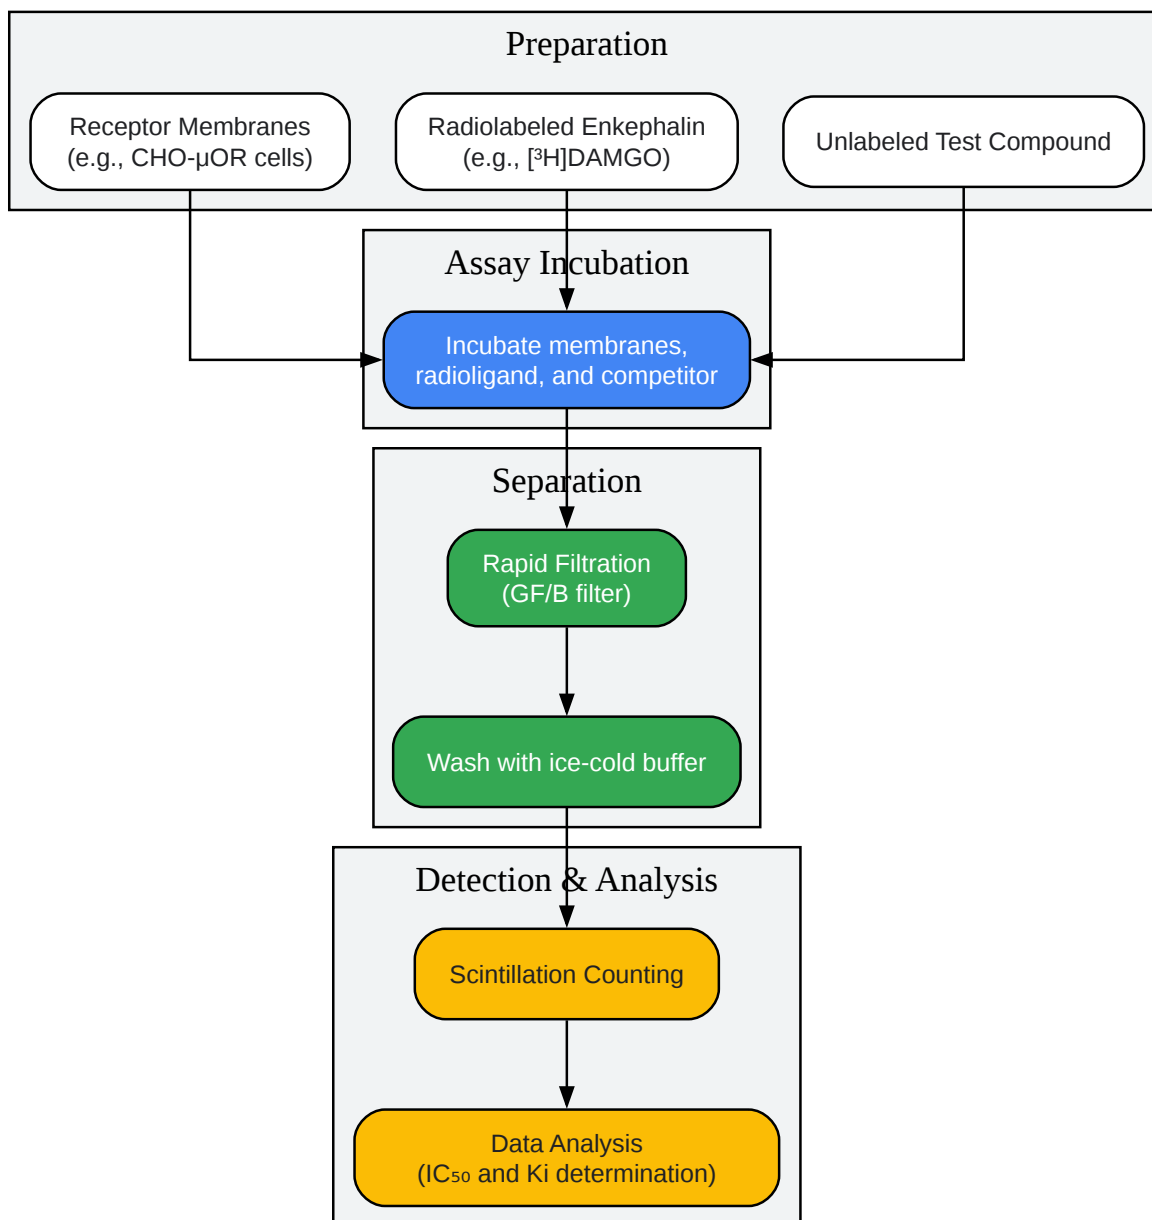 Preparation
Receptor Membranes
(e.g., CHO-μOR cells)
Radiolabeled Enkephalin
(e.g., [³H]DAMGO)
Unlabeled Test Compound
Assay Incubation
Incubate membranes,
radioligand, and competitor
Separation
Rapid Filtration
(GF/B filter)
Wash with ice-cold buffer
Detection & Analysis
Scintillation Counting
Data Analysis
(IC₅₀ and Ki determination)